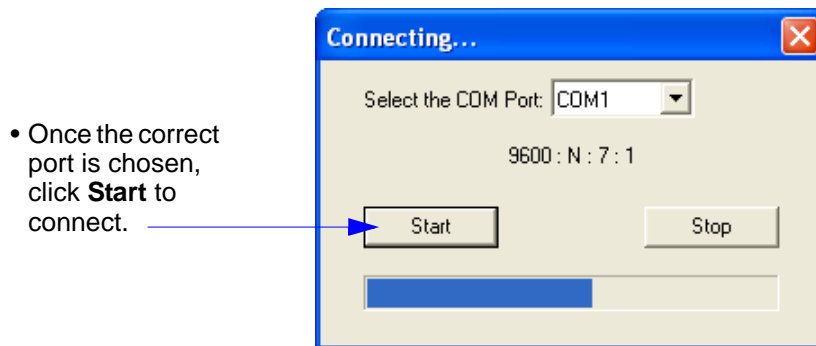 Connecting...
Select the COM Port: COM1
9600 : N : 7 : 1
• Once the correct
port is chosen,
click Start to
connect.
Start Stop